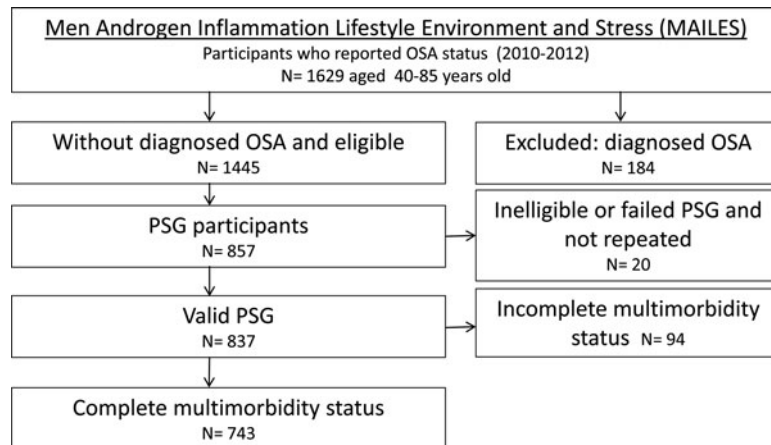 Men Androgen Inflammation Lifestyle Environment and Stress (MAILES)
Participants who reported OSA status (2010-2012)
N= 1629 aged 40-85 years old
Without diagnosed OSA and eligible
N= 1445
Excluded: diagnosed OSA
N= 184
PSG participants
N= 857
Inelegible or failed PSG and
not repeated
N= 20
Valid PSG
N= 837
Incomplete multimorbidity
status N= 94
Complete multimorbidity status
N= 743